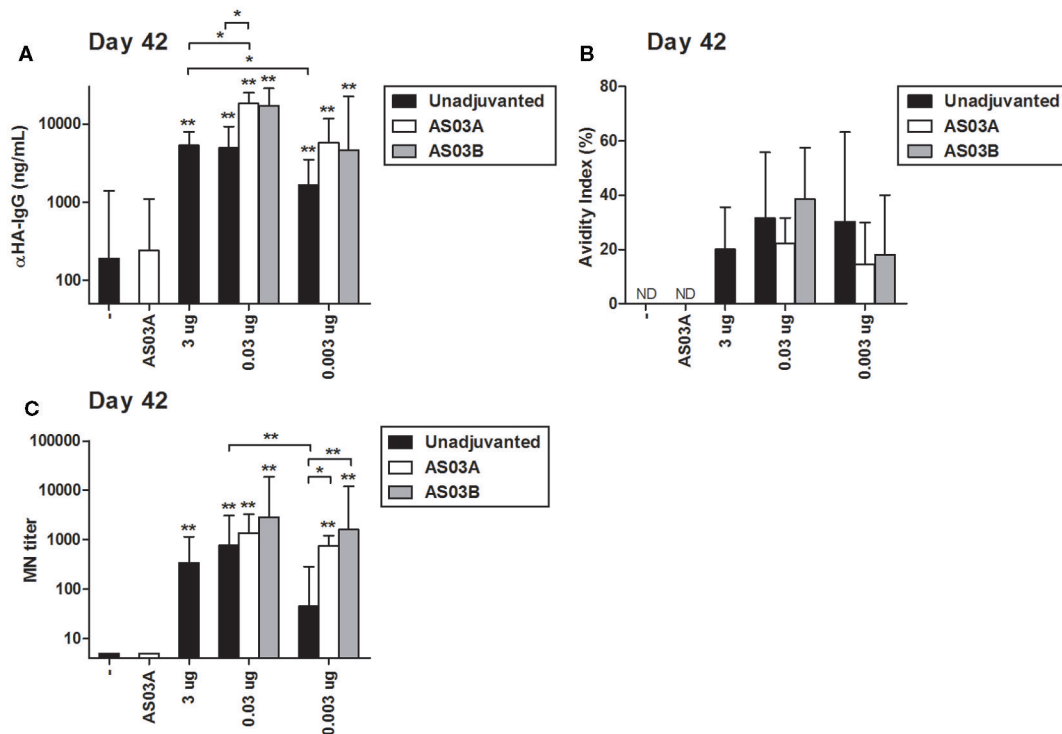 A
Day 42
*
*
*
**
**
**
**
**
**
**
αHA-IgG (ng/mL)
10000
1000
100
-
AS03A
3 ug
0.03 ug
0.003 ug
Unadjuvanted
AS03A
AS03B
B
Day 42
Avidity Index (%)
80
60
40
20
0
ND
ND
-
AS03A
3 ug
0.03 ug
0.003 ug
Unadjuvanted
AS03A
AS03B
C
Day 42
**
**
*
**
**
**
**
**
**
MN titer
100000
10000
1000
100
10
-
AS03A
3 ug
0.03 ug
0.003 ug
Unadjuvanted
AS03A
AS03B